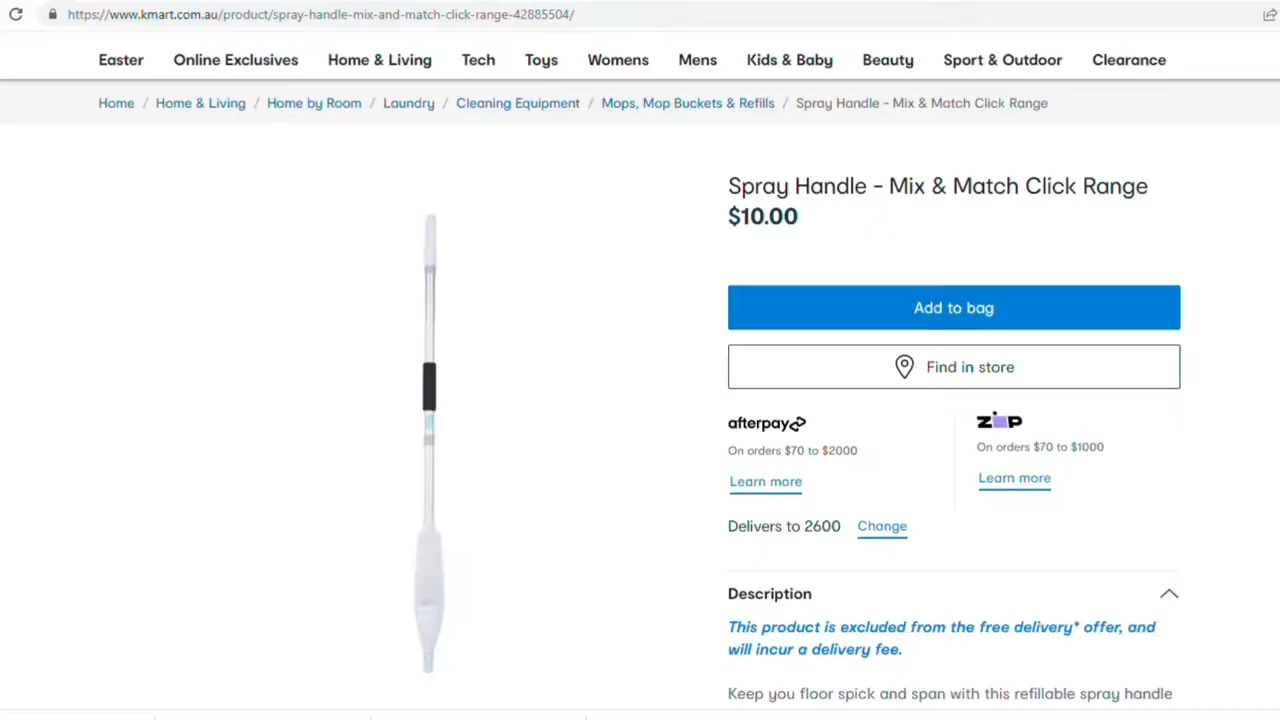 https://www.kmart.com.au/product/spray-handle-mix-and-match-click-range-42885504/
Easter Online Exclusives Home & Living Tech Toys Womens Mens Kids & Baby Beauty Sport & Outdoor Clearance
Home / Home & Living / Home by Room / Laundry / Cleaning Equipment / Mops, Mop Buckets & Refills / Spray Handle - Mix & Match Click Range
Spray Handle - Mix & Match Click Range
$10.00
Add to bag
Find in store
afterpay
On orders $70 to $2000
Learn more
zip
On orders $70 to $1000
Learn more
Delivers to 2600 Change
Description
This product is excluded from the free delivery* offer, and
will incur a delivery fee.
Keep you floor spick and span with this refillable spray handle